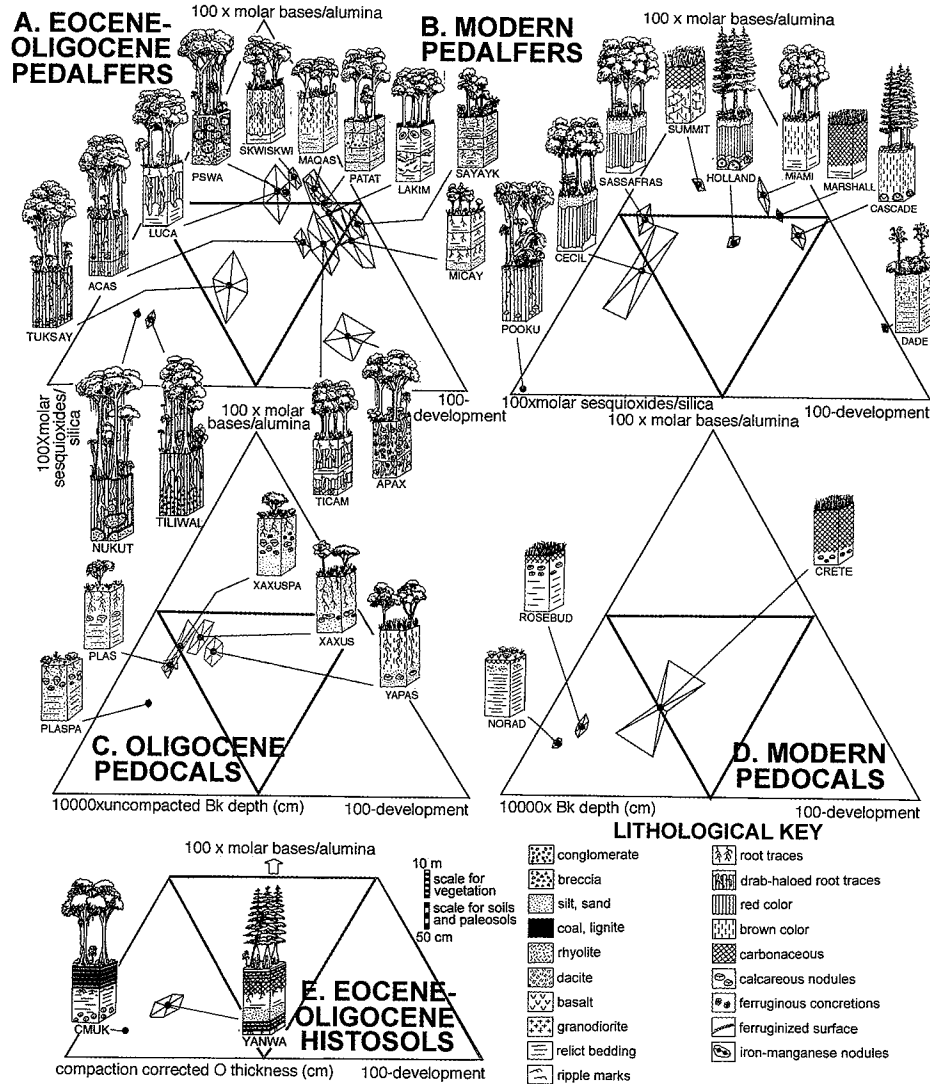 A. EOCENE-
OLIGOCENE
PEDALFERS
100 x molar bases/alumina
PSWA
SKWISKWI
MAQAS
PATAT
LAKIM
SAYAYK
LUCA
ACAS
MICAY
TUKSAY
100Xmolar
sesquioxides/
silica
100-
development
NUKUT
TILIWAL
TICAM
APAX
B. MODERN
PEDALFERS
100 x molar bases/alumina
SUMMIT
SASSAFRAS
HOLLAND
MIAMI
MARSHALL
CASCADE
CECIL
POOKU
DADE
100xmolar sesquioxides/silica
100-development
100 x molar
bases/alumina
XAXUSPA
PLAS
XAXUS
PLASPA
YAPAS
C. OLIGOCENE
PEDOCALS
10000xuncompacted Bk depth (cm)
100-development
100 x molar bases/alumina
CRETE
ROSEBUD
NORAD
D. MODERN
PEDOCALS
10000x Bk depth (cm)
100-development
100 x molar bases/alumina
10 m
scale for
vegetation
scale for soils
and paleosols
50 cm
CMUK
YANWA
E. EOCENE-
OLIGOCENE
HISTOSOLS
compaction corrected O thickness (cm)
100-development
LITHOLOGICAL KEY
conglomerate
breccia
silt, sand
coal, lignite
rhyolite
dacite
basalt
granodiorite
relict bedding
ripple marks
root traces
drab-haloed root traces
red color
brown color
carbonaceous
calcareous nodules
ferruginous concretions
ferruginized surface
iron-manganese nodules